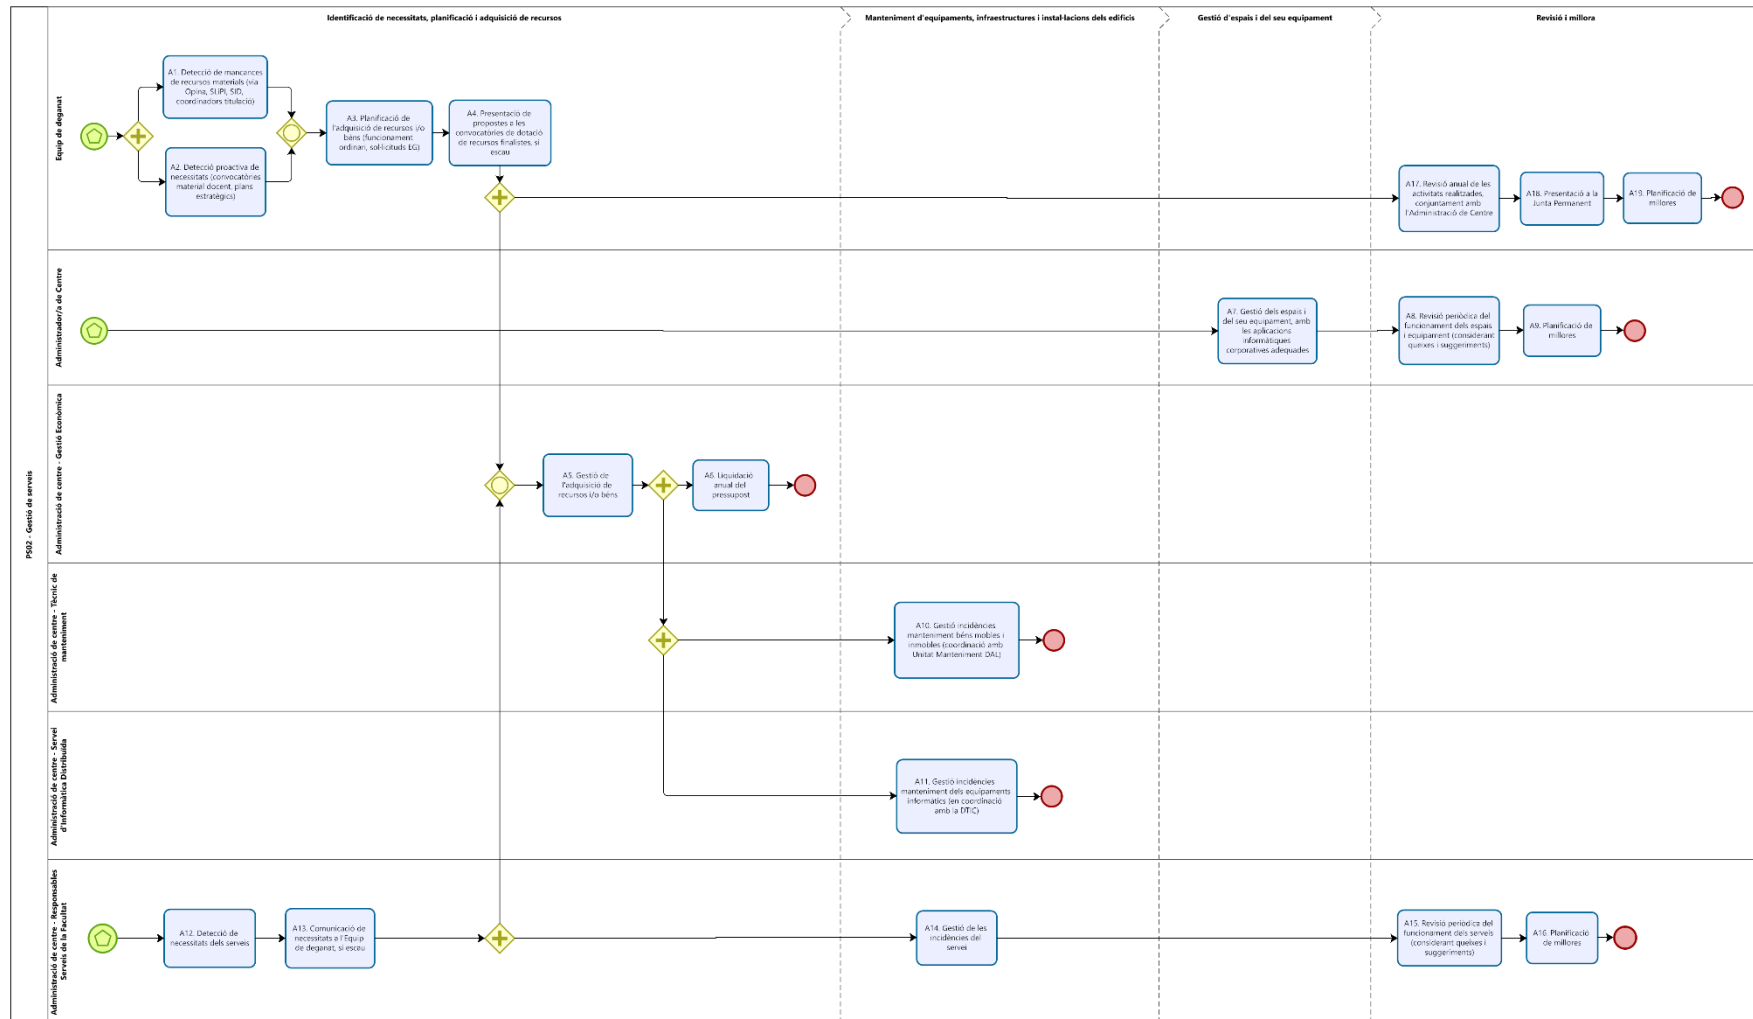 Identificació de necessitats, planificació i adquisició de recursos
Manteniment d'equipaments, infraestructures i instal·lacions dels edificis
Gestió d'espais i del seu equipament
Revisió i millora
PS02 - Gestió de serveis
Equip de deganat
A1. Detecció de mancances
de recursos materials (via
Opina, SLiPI, SID,
coordinadors titulació)
A2. Detecció proactiva de
necessitats (convocatòries
material docent, plans
estratègics)
A3. Planificació de
l'adquisició de recursos i/o
béns (funcionament
ordinari, sol·licituds EG)
A4. Presentació de
propostes a les
convocatòries de dotació
de recursos finalistes, si
escau
A17. Revisió anual de les
activitats realitzades,
conjuntament amb
l'Administració de Centre
A18. Presentació a la
Junta Permanent
A19. Planificació de
millores
Administrador/a de Centre
A7. Gestió dels espais i
del seu equipament, amb
les aplicacions
informàtiques
corporatives adequades
A8. Revisió periòdica del
funcionament dels espais
i equipament (considerant
queixes i suggeriments)
A9. Planificació de
millores
Administració de centre - Gestió Econòmica
A5. Gestió de
l'adquisició de
recursos i/o béns
A6. Liquidació
anual del
pressupost
Administració de centre - Tècnic de
manteniment
A10. Gestió incidències
manteniment béns mobles i
inmobles (coordinació amb
Unitat Manteniment DAL)
Administració de centre - Servei
d'Informàtica Distribuïda
A11. Gestió incidències
manteniment dels equipaments
informàtics (en coordinació
amb la DTIC)
Administració de centre - Responsables
Serveis de la Facultat
A12. Detecció de
necessitats dels serveis
A13. Comunicació de
necessitats a l'Equip
de deganat, si escau
A14. Gestió de les
incidències del
servei
A15. Revisió periòdica del
funcionament dels serveis
(considerant queixes i
suggeriments)
A16. Planificació
de millores